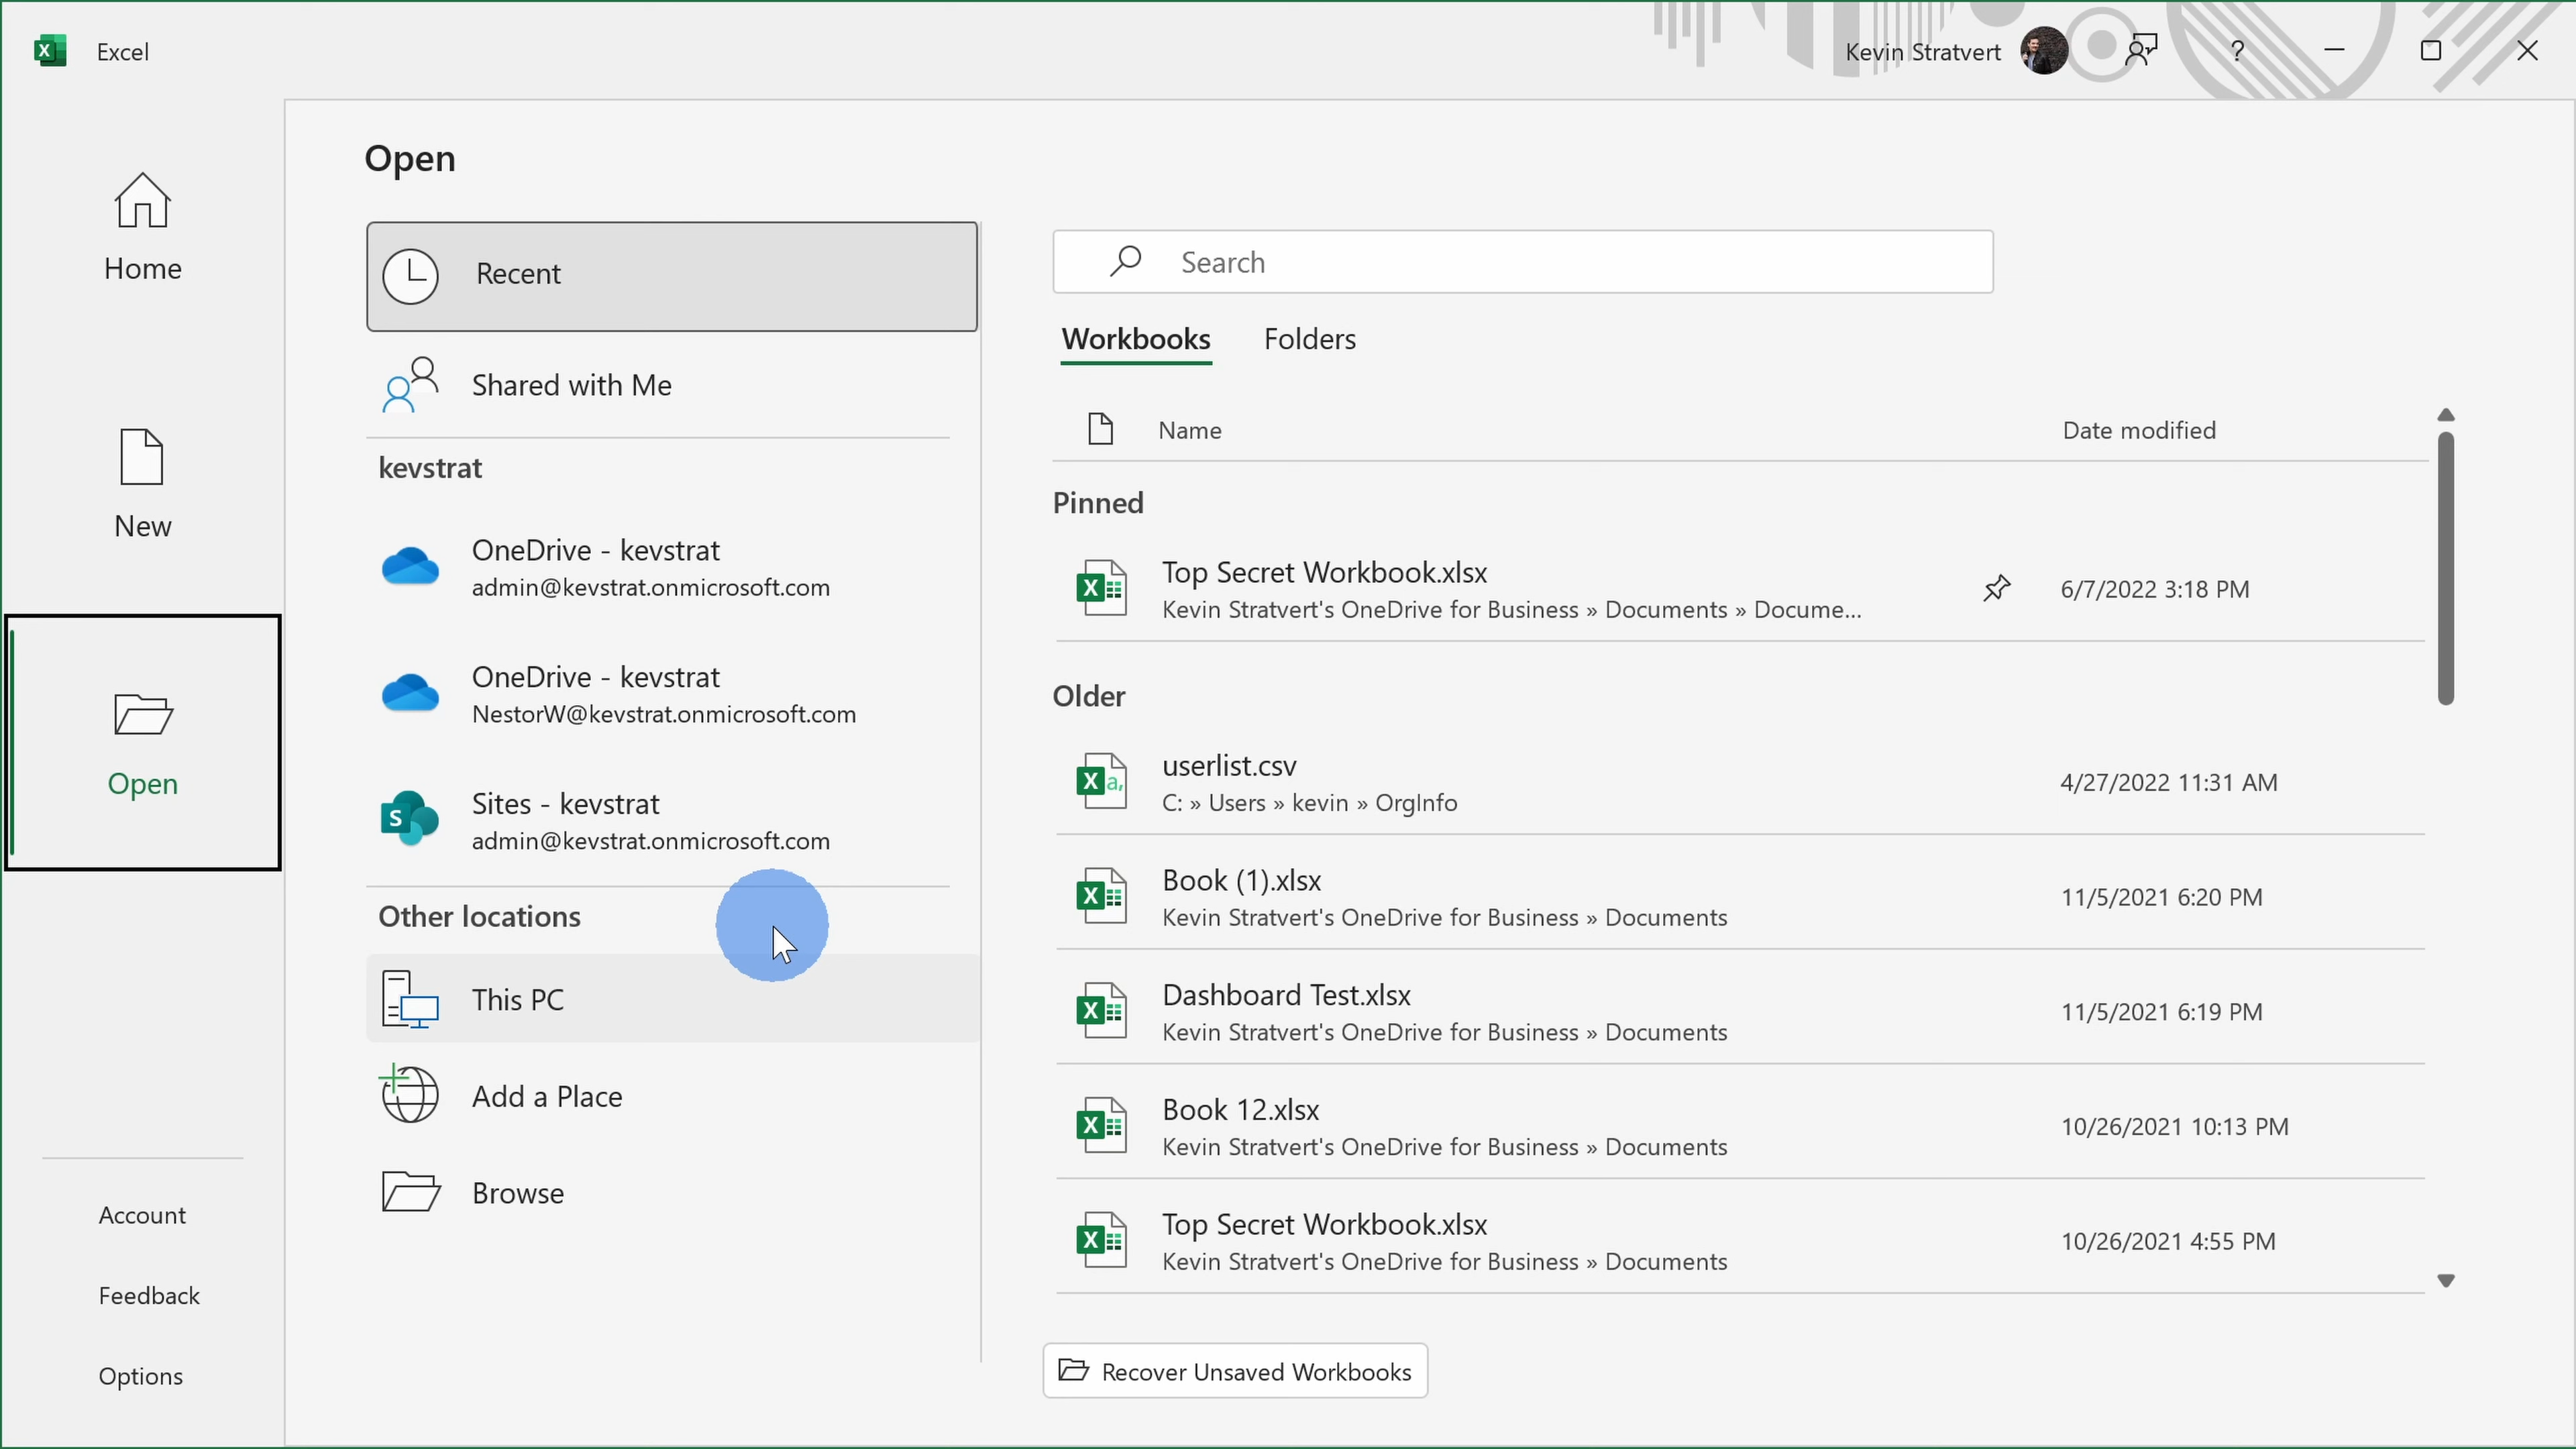 Excel
Kevin Stratvert
?
Home
New
Open
Account
Feedback
Options
Open
Recent
Shared with Me
kevstrat
OneDrive - kevstrat
admin@kevstrat.onmicrosoft.com
OneDrive - kevstrat
NestorW@kevstrat.onmicrosoft.com
Sites - kevstrat
admin@kevstrat.onmicrosoft.com
Other locations
This PC
Add a Place
Browse
Search
Workbooks Folders
Name Date modified
Pinned
Top Secret Workbook.xlsx
Kevin Stratvert's OneDrive for Business » Documents » Docume...
6/7/2022 3:18 PM
Older
userlist.csv
C: » Users » kevin » OrgInfo
4/27/2022 11:31 AM
Book (1).xlsx
Kevin Stratvert's OneDrive for Business » Documents
11/5/2021 6:20 PM
Dashboard Test.xlsx
Kevin Stratvert's OneDrive for Business » Documents
11/5/2021 6:19 PM
Book 12.xlsx
Kevin Stratvert's OneDrive for Business » Documents
10/26/2021 10:13 PM
Top Secret Workbook.xlsx
Kevin Stratvert's OneDrive for Business » Documents
10/26/2021 4:55 PM
Recover Unsaved Workbooks